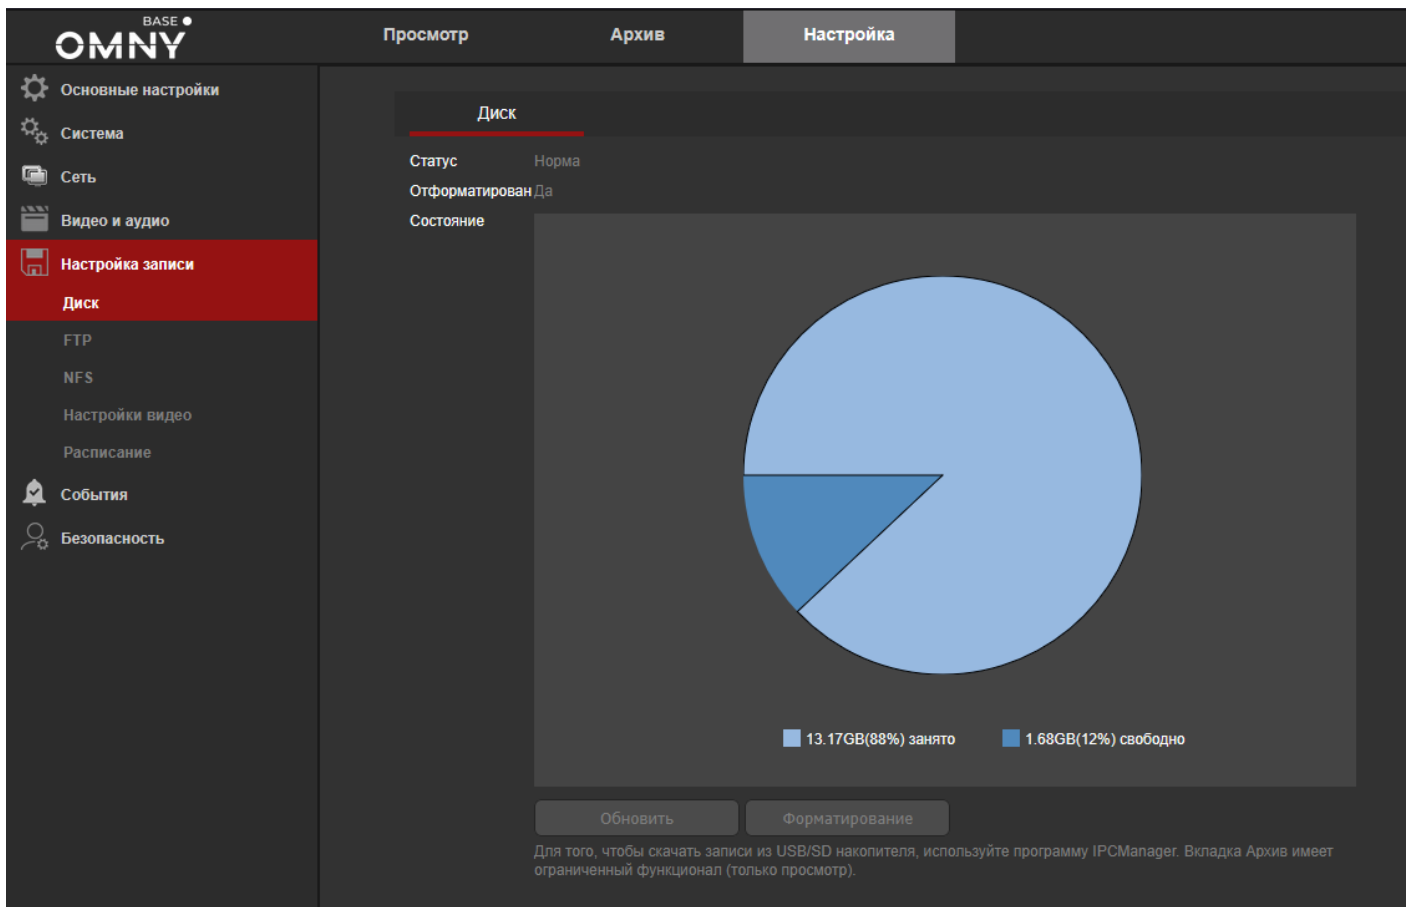 BASE
OMNY
Просмотр
Архив
Настройка
Основные настройки
Система
Сеть
Видео и аудио
Настройка записи
Диск
FTP
NFS
Настройки видео
Расписание
События
Безопасность
Диск
Статус Норма
Отформатирован Да
Состояние
13.17GB(88%) занято
1.68GB(12%) свободно
Обновить
Форматирование
Для того, чтобы скачать записи из USB/SD накопителя, используйте программу IPCManager. Вкладка Архив имеет
ограниченный функционал (только просмотр).